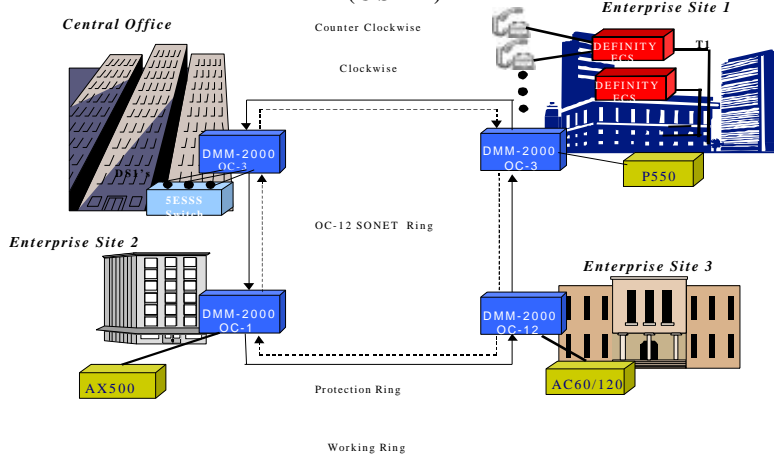 Enterprise Site 1
Central Office
Counter Clockwise
Clockwise
DEFINITY
ECS
T1
DEFINITY
ECS
DMM-2000
OC-3
DMM-2000
OC-3
DS1's
P550
5ESSS
Switch
OC-12 SONET Ring
Enterprise Site 2
Enterprise Site 3
DMM-2000
OC-1
DMM-2000
OC-12
AX500
AC60/120
Protection Ring
Working Ring